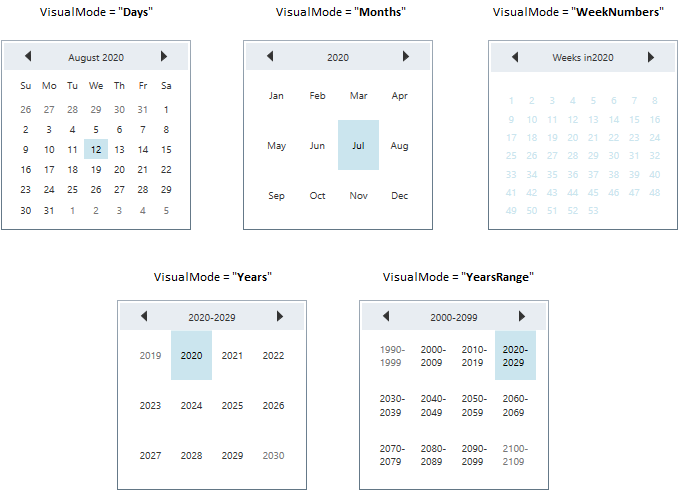 VisualMode = "Days"
August 2020
Su Mo Tu We Th Fr Sa
26 27 28 29 30 31 1
2 3 4 5 6 7 8
9 10 11 12 13 14 15
16 17 18 19 20 21 22
23 24 25 26 27 28 29
30 31 1 2 3 4 5
VisualMode = "Months"
2020
Jan Feb Mar Apr
May Jun Jul Aug
Sep Oct Nov Dec
VisualMode = "WeekNumbers"
Weeks in2020
1 2 3 4 5 6 7 8
9 10 11 12 13 14 15 16
17 18 19 20 21 22 23 24
25 26 27 28 29 30 31 32
33 34 35 36 37 38 39 40
41 42 43 44 45 46 47 48
49 50 51 52 53
VisualMode = "Years"
2020-2029
2019 2020 2021 2022
2023 2024 2025 2026
2027 2028 2029 2030
VisualMode = "YearsRange"
2000-2099
1990- 2000- 2010- 2020-
1999 2009 2019 2029
2030- 2040- 2050- 2060-
2039 2049 2059 2069
2070- 2080- 2090- 2100-
2079 2089 2099 2109